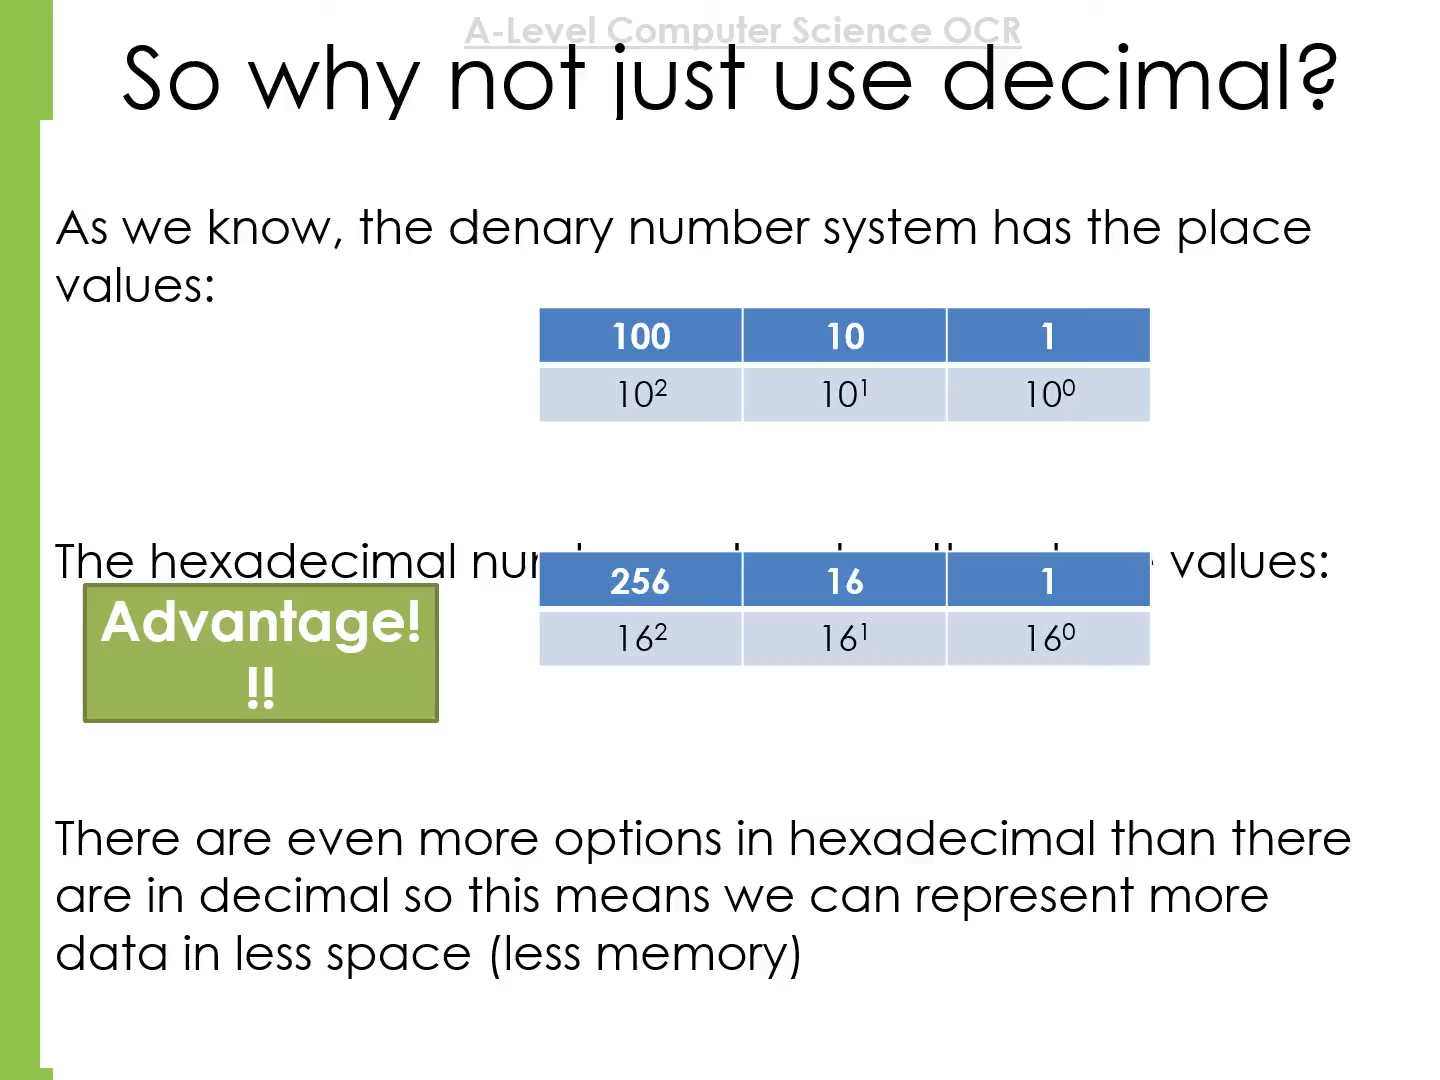 A-Level Computer Science OCR
So why not just use decimal?
As we know, the denary number system has the place
values:
100 10 1
10² 10¹ 10⁰
The hexadecimal values:
256 16 1
16² 16¹ 16⁰
Advantage!
!!
There are even more options in hexadecimal than there
are in decimal so this means we can represent more
data in less space (less memory)